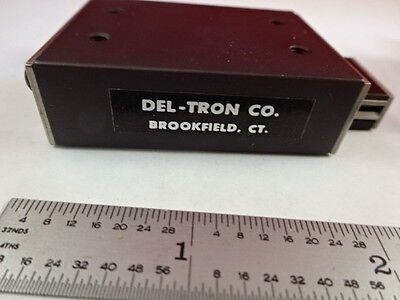 DEL-TRON CO.
BROOKFIELD, CT.
4 8 12 16 20 24 28 4 8 12 16 20 24 28
32NDS
1 2
4THS
8 16 24 32 40 48 56 8 16 24 32 40 48 56